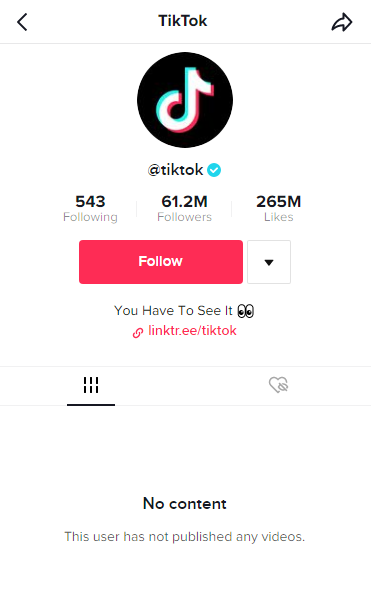 TikTok
@tiktok
543 61.2M 265M
Following Followers Likes
Follow
You Have To See It 👀
linktr.ee/tiktok
No content
This user has not published any videos.